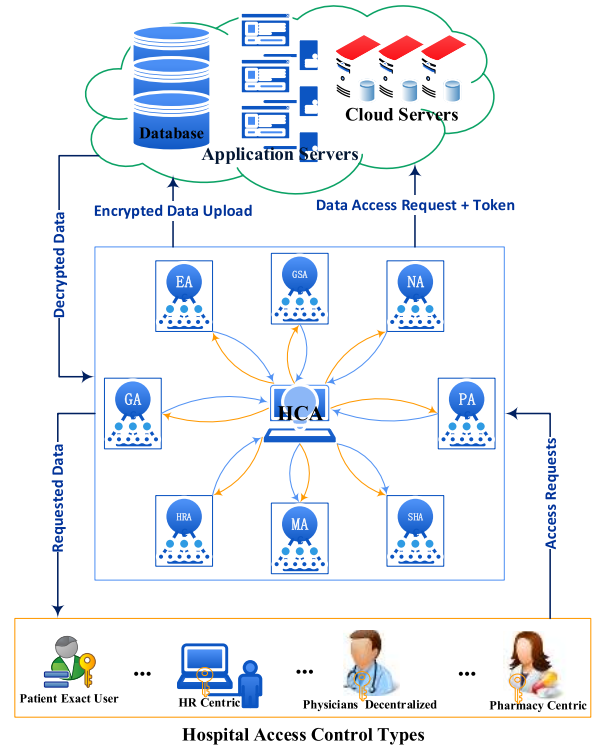 Database
Cloud Servers
Application Servers
Encrypted Data Upload
Data Access Request + Token
Decrypted Data
EA
GSA
NA
GA
HCA
PA
HRA
MA
SHA
Requested Data
Access Requests
Patient Exact User
...
HR Centric
...
Physicians Decentralized
...
Pharmacy Centric
Hospital Access Control Types